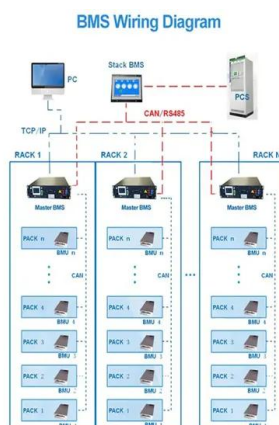 BMS Wiring Diagram
Stack BMS
PC
PCS
CAN/RS485
TCP/IP
RACK 1
RACK 2
RACK N
Master BMS
Master BMS
Master BMS
PACK n
PACK n
PACK n
BMU n
BMU n
BMU n
CAN
CAN
PACK 4
PACK 4
PACK 4
BMU 4
BMU 4
BMU 4
PACK 3
PACK 3
PACK 3
BMU 3
BMU 3
BMU 3
PACK 2
PACK 2
PACK 2
BMU 2
BMU 2
BMU 2
PACK 1
PACK 1
PACK 1